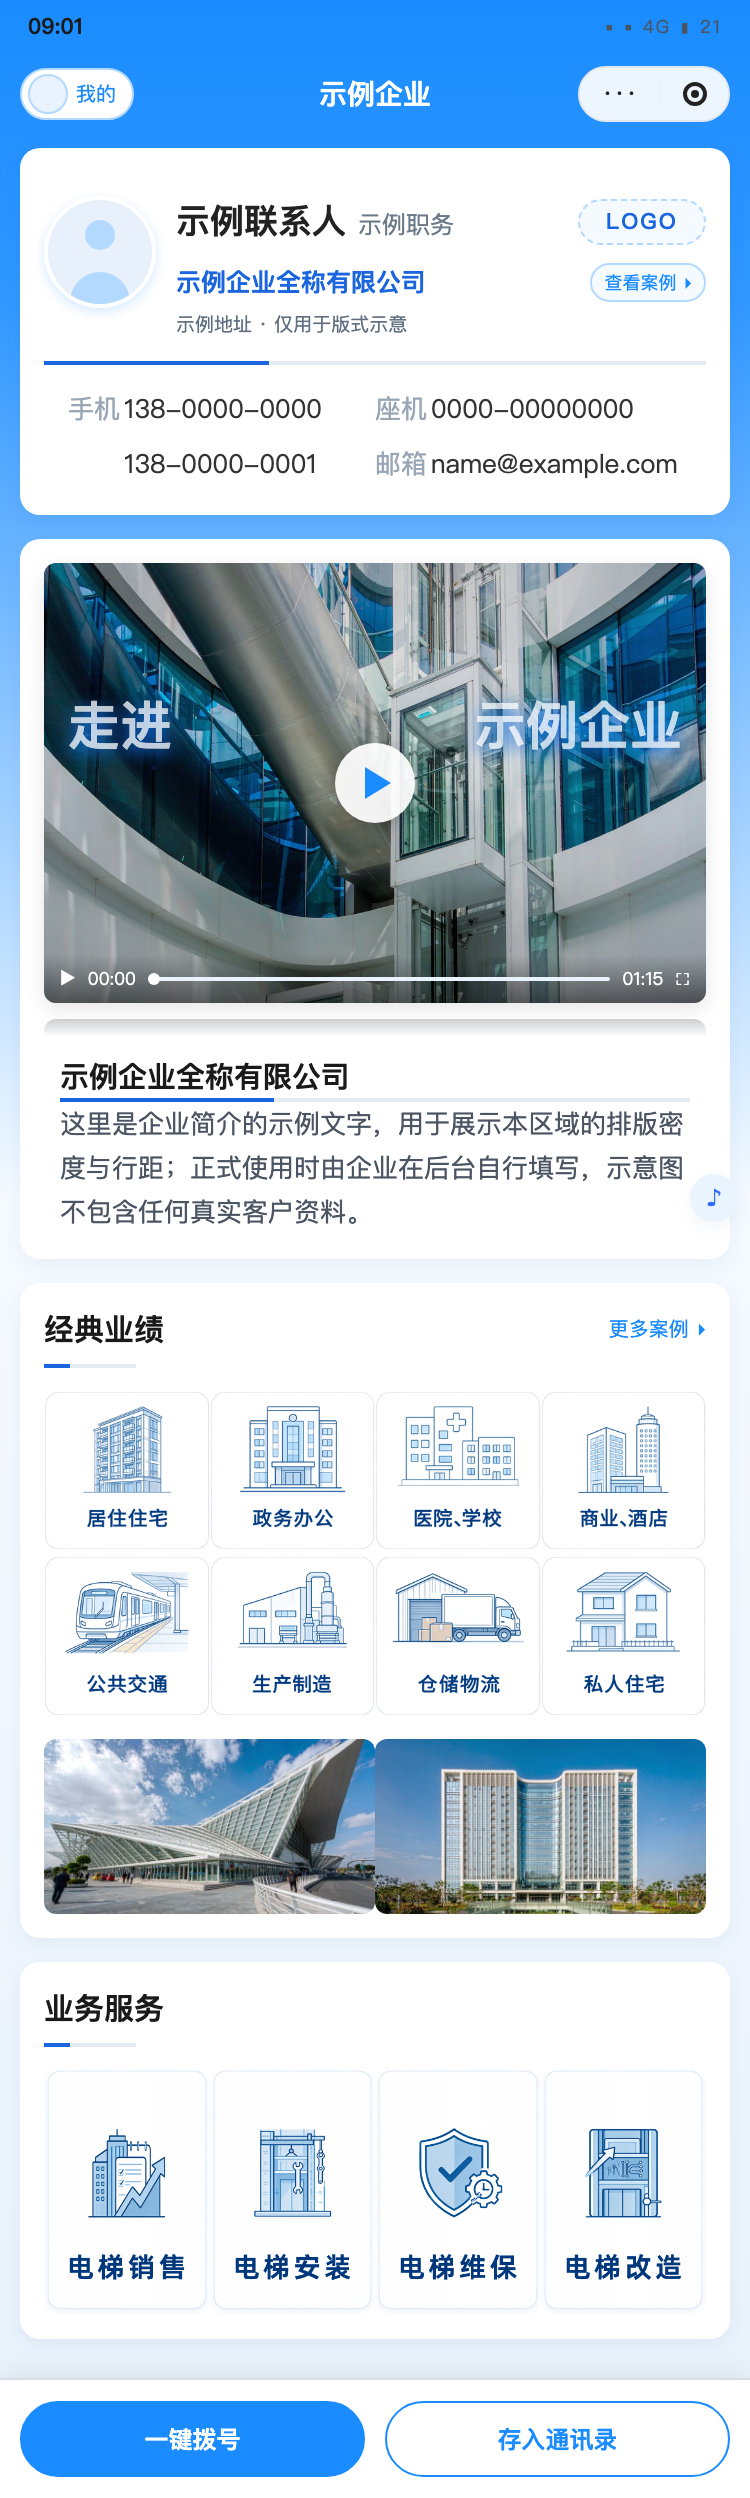 09:01
4G 21
我的
示例企业
示例联系人 示例职务
LOGO
示例企业全称有限公司
查看案例
示例地址 · 仅用于版式示意
手机 138-0000-0000
座机 0000-00000000
138-0000-0001
邮箱 name@example.com
走进 示例企业
00:00 01:15
示例企业全称有限公司
这里是企业简介的示例文字，用于展示本区域的排版密
度与行距；正式使用时由企业在后台自行填写，示意图
不包含任何真实客户资料。
经典业绩
更多案例
居住住宅
政务办公
医院、学校
商业、酒店
公共交通
生产制造
仓储物流
私人住宅
业务服务
电梯销售
电梯安装
电梯维保
电梯改造
一键拨号
存入通讯录